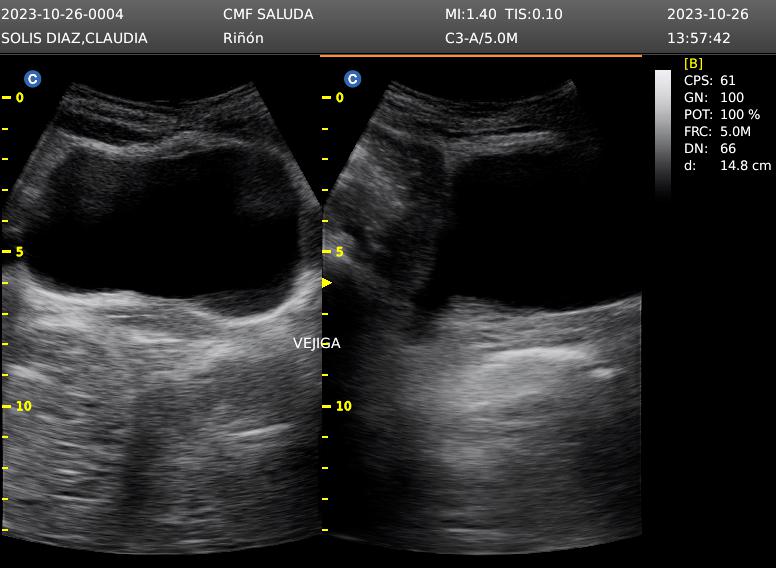 2023-10-26-0004 CMF SALUDA MI:1.40 TIS:0.10 2023-10-26
SOLIS DIAZ,CLAUDIA Riñón C3-A/5.0M 13:57:42
C C
[B]
CPS: 61
GN: 100
POT: 100 %
FRC: 5.0M
DN: 66
d: 14.8 cm
0 0
5 5
VEJIGA
10 10